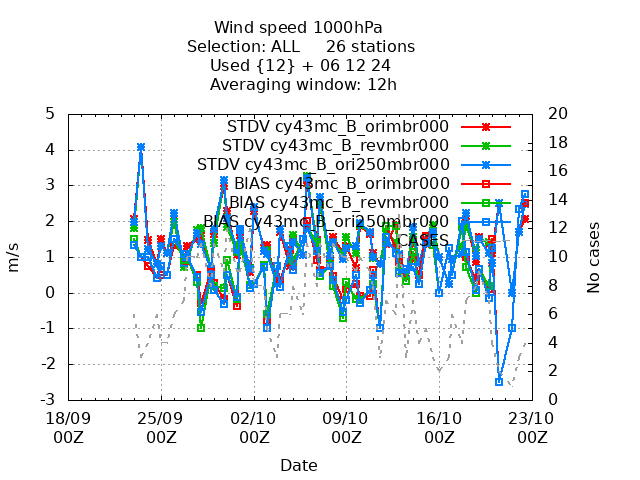 Wind speed 1000hPa
Selection: ALL 26 stations
Used {12} + 06 12 24
Averaging window: 12h
STDV cy43mc_B_orimbr000
STDV cy43mc_B_revmbr000
STDV cy43mc_B_ori250mbr000
BIAS cy43mc_B_orimbr000
BIAS cy43mc_B_revmbr000
BIAS cy43mc_B_ori250mbr000
CASES
m/s
5
4
3
2
1
0
-1
-2
-3
No cases
20
18
16
14
12
10
8
6
4
2
0
18/09 25/09 02/10 09/10 16/10 23/10
00Z 00Z 00Z 00Z 00Z 00Z
Date